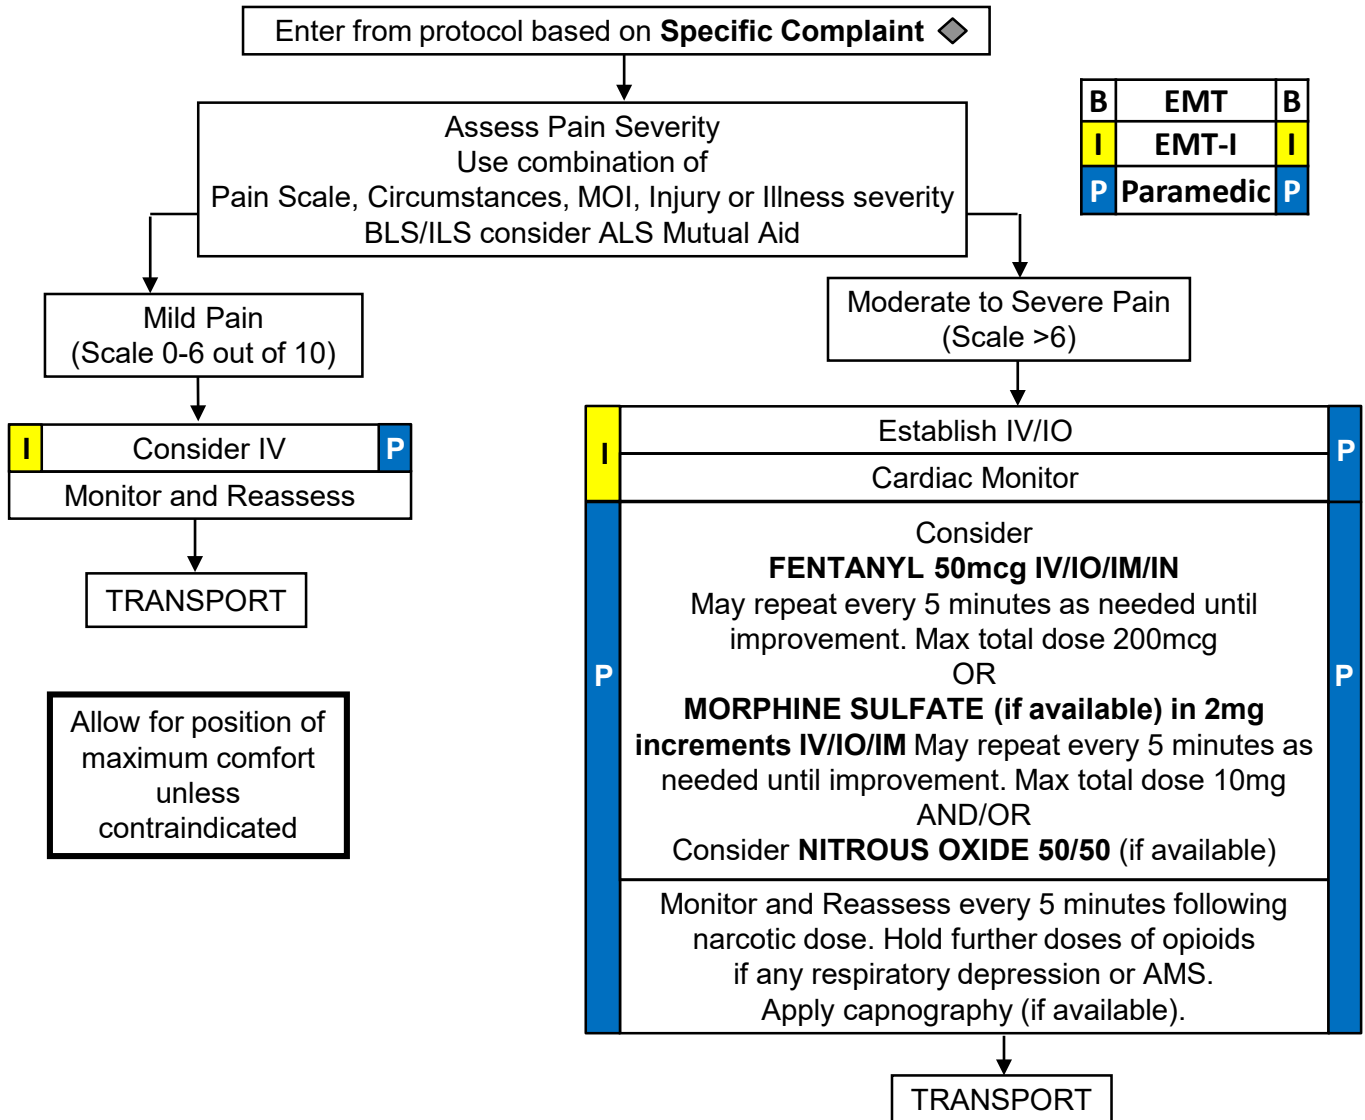 Enter from protocol based on Specific Complaint
B EMT B
I EMT-I I
P Paramedic P
Assess Pain Severity
Use combination of
Pain Scale, Circumstances, MOI, Injury or Illness severity
BLS/ILS consider ALS Mutual Aid
Mild Pain
(Scale 0-6 out of 10)
I Consider IV P
Monitor and Reassess
TRANSPORT
Allow for position of
maximum comfort
unless
contraindicated
Moderate to Severe Pain
(Scale >6)
I
Establish IV/IO
P
Cardiac Monitor
Consider
FENTANYL 50mcg IV/IO/IM/IN
May repeat every 5 minutes as needed until
improvement. Max total dose 200mcg
OR
P
P
MORPHINE SULFATE (if available) in 2mg
increments IV/IO/IM May repeat every 5 minutes as
needed until improvement. Max total dose 10mg
AND/OR
Consider NITROUS OXIDE 50/50 (if available)
Monitor and Reassess every 5 minutes following
narcotic dose. Hold further doses of opioids
if any respiratory depression or AMS.
Apply capnography (if available).
TRANSPORT